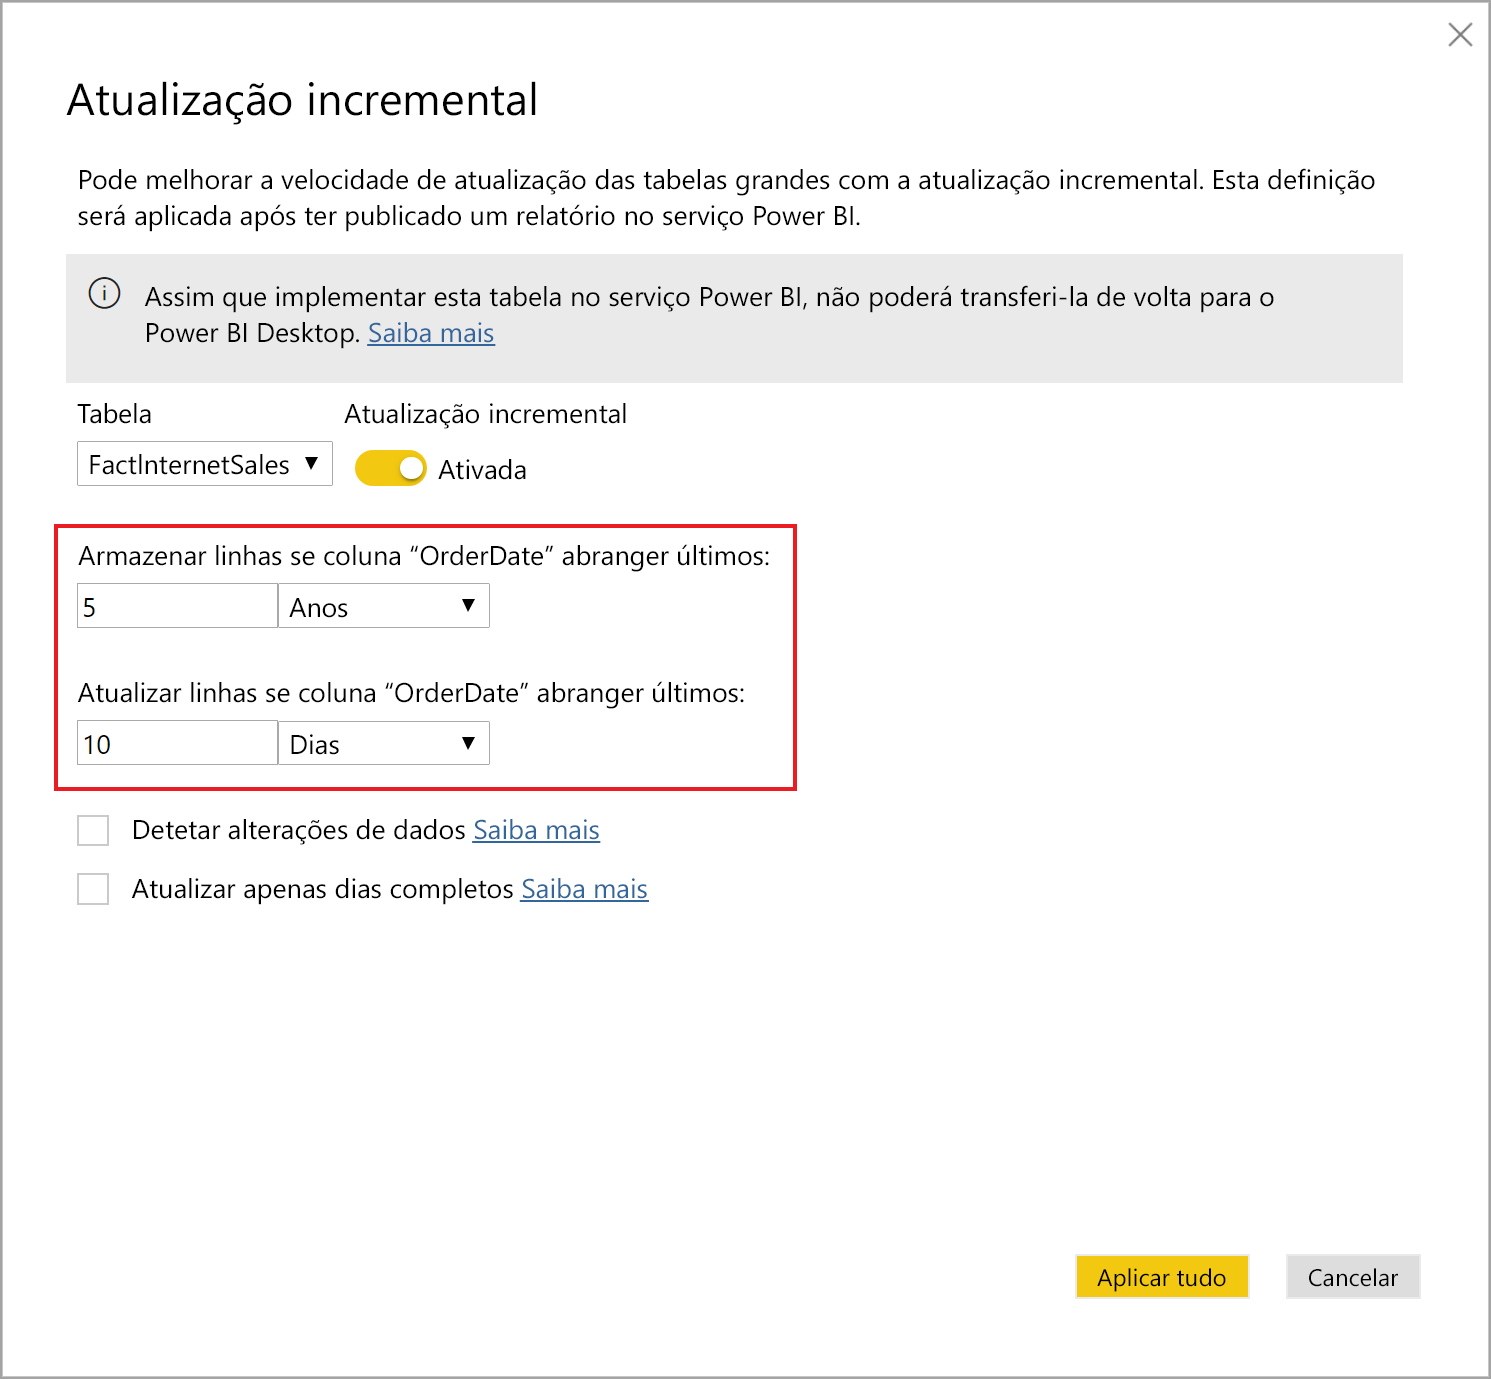 Atualização incremental
Pode melhorar a velocidade de atualização das tabelas grandes com a atualização incremental. Esta definição
será aplicada após ter publicado um relatório no serviço Power BI.
Assim que implementar esta tabela no serviço Power BI, não poderá transferi-la de volta para o
Power BI Desktop. Saiba mais
Tabela Atualização incremental
FactInternetSales Ativada
Armazenar linhas se coluna “OrderDate” abranger últimos:
5 Anos
Atualizar linhas se coluna “OrderDate” abranger últimos:
10 Dias
Detetar alterações de dados Saiba mais
Atualizar apenas dias completos Saiba mais
Aplicar tudo Cancelar